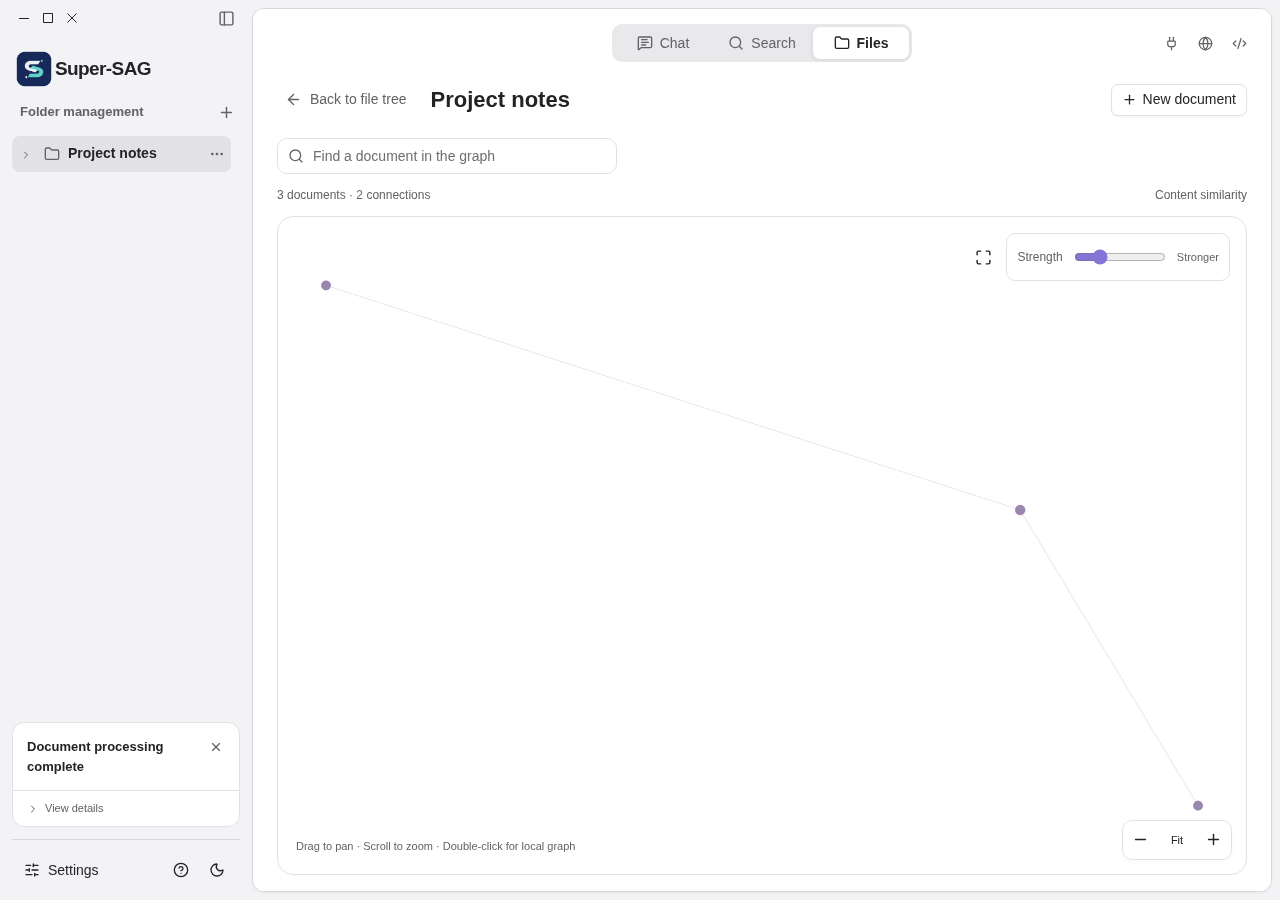 Super-SAG
Folder management
Project notes
Document processing
complete
View details
Settings
Chat
Search
Files
Back to file tree
Project notes
New document
Find a document in the graph
3 documents · 2 connections
Content similarity
Strength
Stronger
Drag to pan · Scroll to zoom · Double-click for local graph
Fit